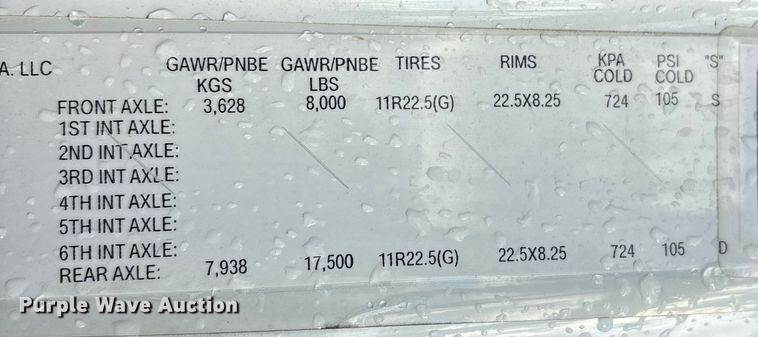 A. LLC GAWR/PNBE GAWR/PNBE TIRES RIMS KPA PSI "S"
KGS LBS COLD COLD
FRONT AXLE: 3,628 8,000 11R22.5(G) 22.5X8.25 724 105 S
1ST INT AXLE:
2ND INT AXLE:
3RD INT AXLE:
4TH INT AXLE:
5TH INT AXLE:
6TH INT AXLE:
REAR AXLE: 7,938 17,500 11R22.5(G) 22.5X8.25 724 105 D
Purple Wave Auction